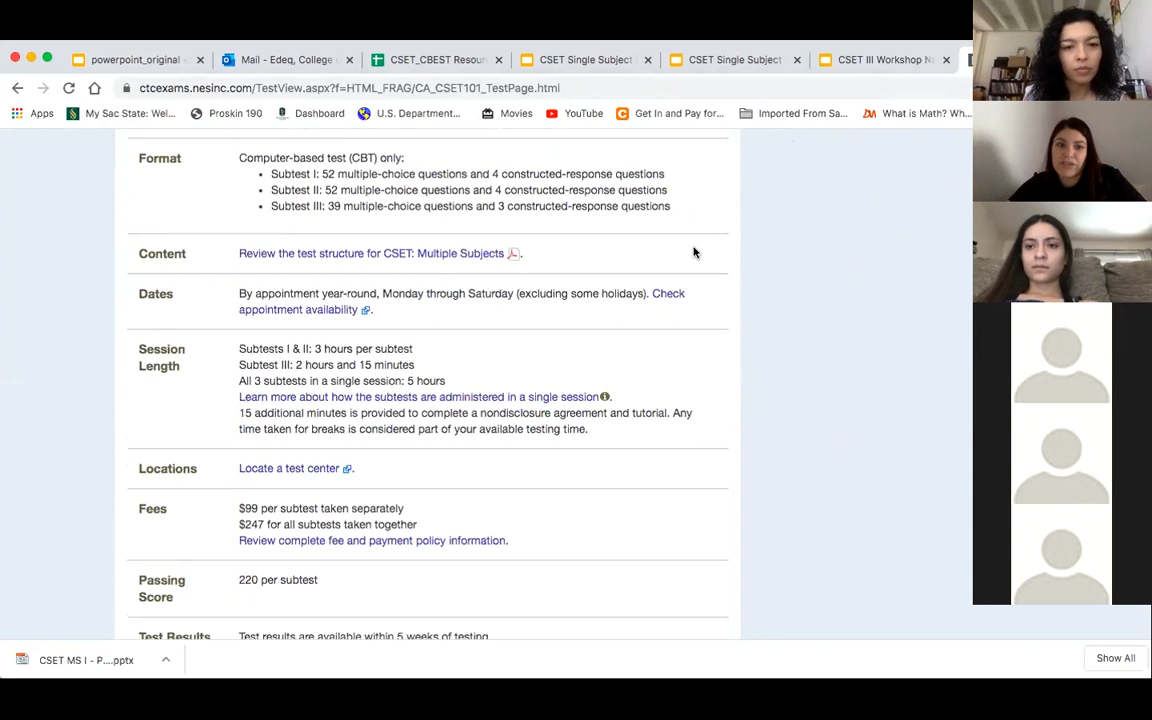 powerpoint_original
Mail - Edeq, College
CSET_CBEST Resour
CSET Single Subject
CSET Single Subject
CSET III Workshop N
ctcexams.nesinc.com/TestView.aspx?f=HTML_FRAG/CA_CSET101_TestPage.html
Apps
My Sac State: Wel...
Proskin 190
Dashboard
U.S. Department...
Movies
YouTube
Get In and Pay for...
Imported From Sa...
What is Math? Wh...
Format
Computer-based test (CBT) only:
• Subtest I: 52 multiple-choice questions and 4 constructed-response questions
• Subtest II: 52 multiple-choice questions and 4 constructed-response questions
• Subtest III: 39 multiple-choice questions and 3 constructed-response questions
Content
Review the test structure for CSET: Multiple Subjects .
Dates
By appointment year-round, Monday through Saturday (excluding some holidays). Check
appointment availability .
Session
Length
Subtests I & II: 3 hours per subtest
Subtest III: 2 hours and 15 minutes
All 3 subtests in a single session: 5 hours
Learn more about how the subtests are administered in a single session .
15 additional minutes is provided to complete a nondisclosure agreement and tutorial. Any
time taken for breaks is considered part of your available testing time.
Locations
Locate a test center .
Fees
$99 per subtest taken separately
$247 for all subtests taken together
Review complete fee and payment policy information.
Passing
Score
220 per subtest
Test Results
Test results are available within 5 weeks of testing
CSET MS I - P....pptx
Show All